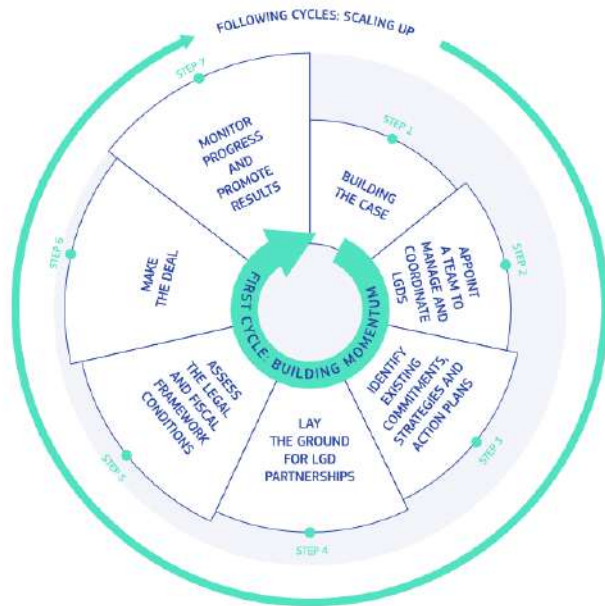 FOLLOWING CYCLES: SCALING UP
STEP 1
BUILDING
THE CASE
STEP 2
APPOINT
A TEAM TO
MANAGE AND
COORDINATE
LGDS
STEP 3
IDENTIFY
EXISTING
COMMITMENTS,
STRATEGIES AND
ACTION PLANS
STEP 4
LAY
THE GROUND
FOR LGD
PARTNERSHIPS
STEP 5
ASSESS
THE LEGAL
AND FISCAL
FRAMEWORK
CONDITIONS
STEP 6
MAKE
THE DEAL
STEP 7
MONITOR
PROGRESS
AND
PROMOTE
RESULTS
FIRST CYCLE: BUILDING MOMENTUM